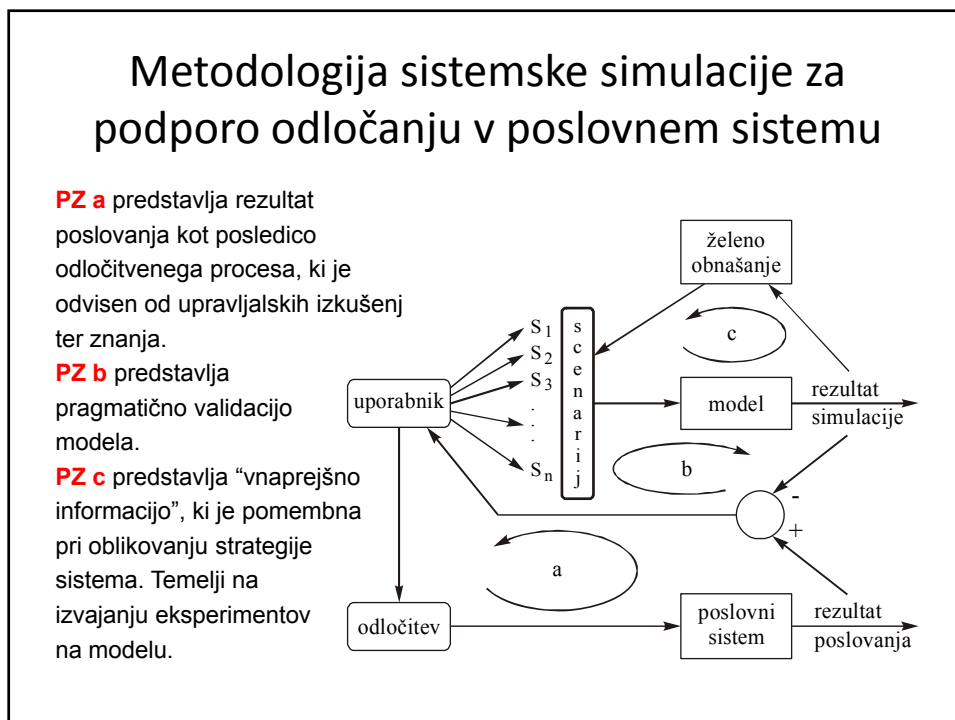 Metodologija sistemske simulacije za
podporo odločanju v poslovnem sistemu
PZ a predstavlja rezultat
poslovanja kot posledico
odločitvenega procesa, ki je
odvisen od upravljalskih izkušenj
ter znanja.
PZ b predstavlja
pragmatično validacijo
modela.
PZ c predstavlja “vnaprejšno
informacijo”, ki je pomembna
pri oblikovanju strategije
sistema. Temelji na
izvajanju eksperimentov
na modelu.
želeno
obnašanje
c
S1
S2
S3
.
.
.
Sn
scenarij
uporabnik
model
rezultat
simulacije
b
-
+
a
odločitev
poslovni
sistem
rezultat
poslovanja